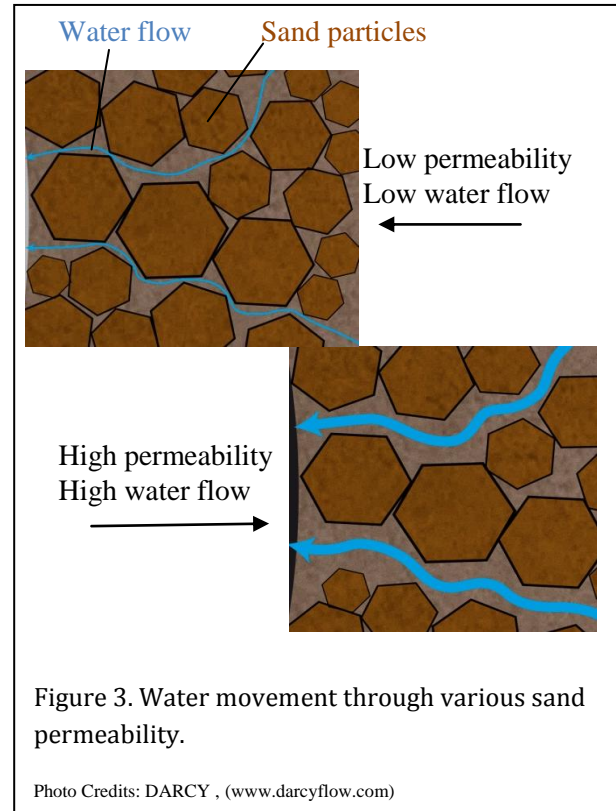 Water flow
Sand particles
Low permeability
Low water flow
High permeability
High water flow
Figure 3. Water movement through various sand
permeability.
Photo Credits: DARCY , (www.darcyflow.com)